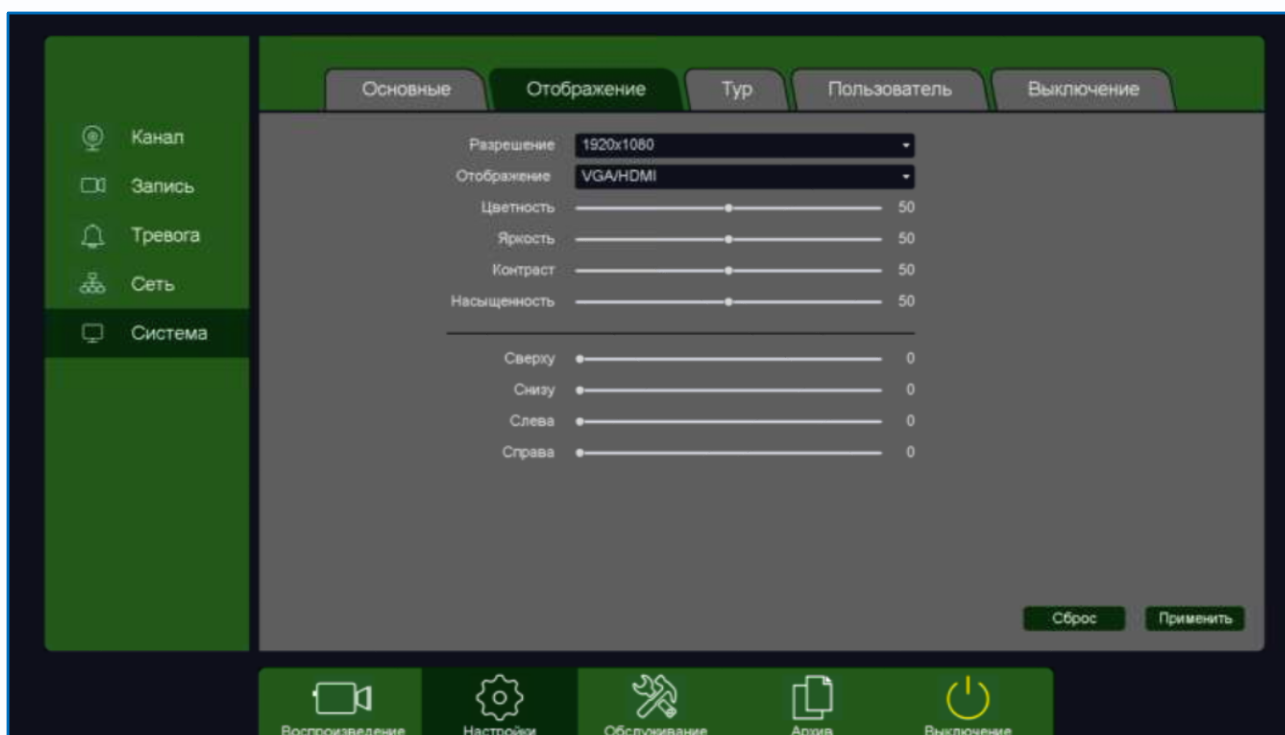 Основные Отображение Тур Пользователь Выключение
Канал
Запись
Тревога
Сеть
Система
Разрешение 1920x1080
Отображение VGA/HDMI
Цветность 50
Яркость 50
Контраст 50
Насыщенность 50
Сверху 0
Снизу 0
Слева 0
Справа 0
Сброс Применить
Воспроизведение Настройки Обслуживание Архив Выключение